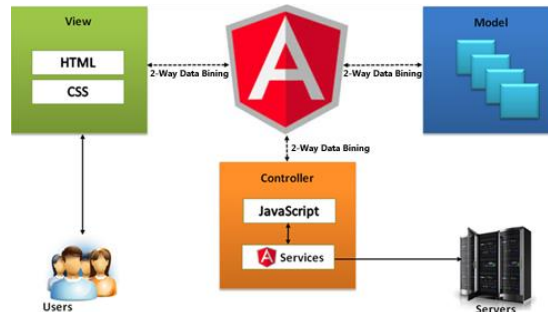 View
HTML
CSS
2-Way Data Bining
A
2-Way Data Bining
Model
2-Way Data Bining
Controller
JavaScript
A Services
Users
Servers